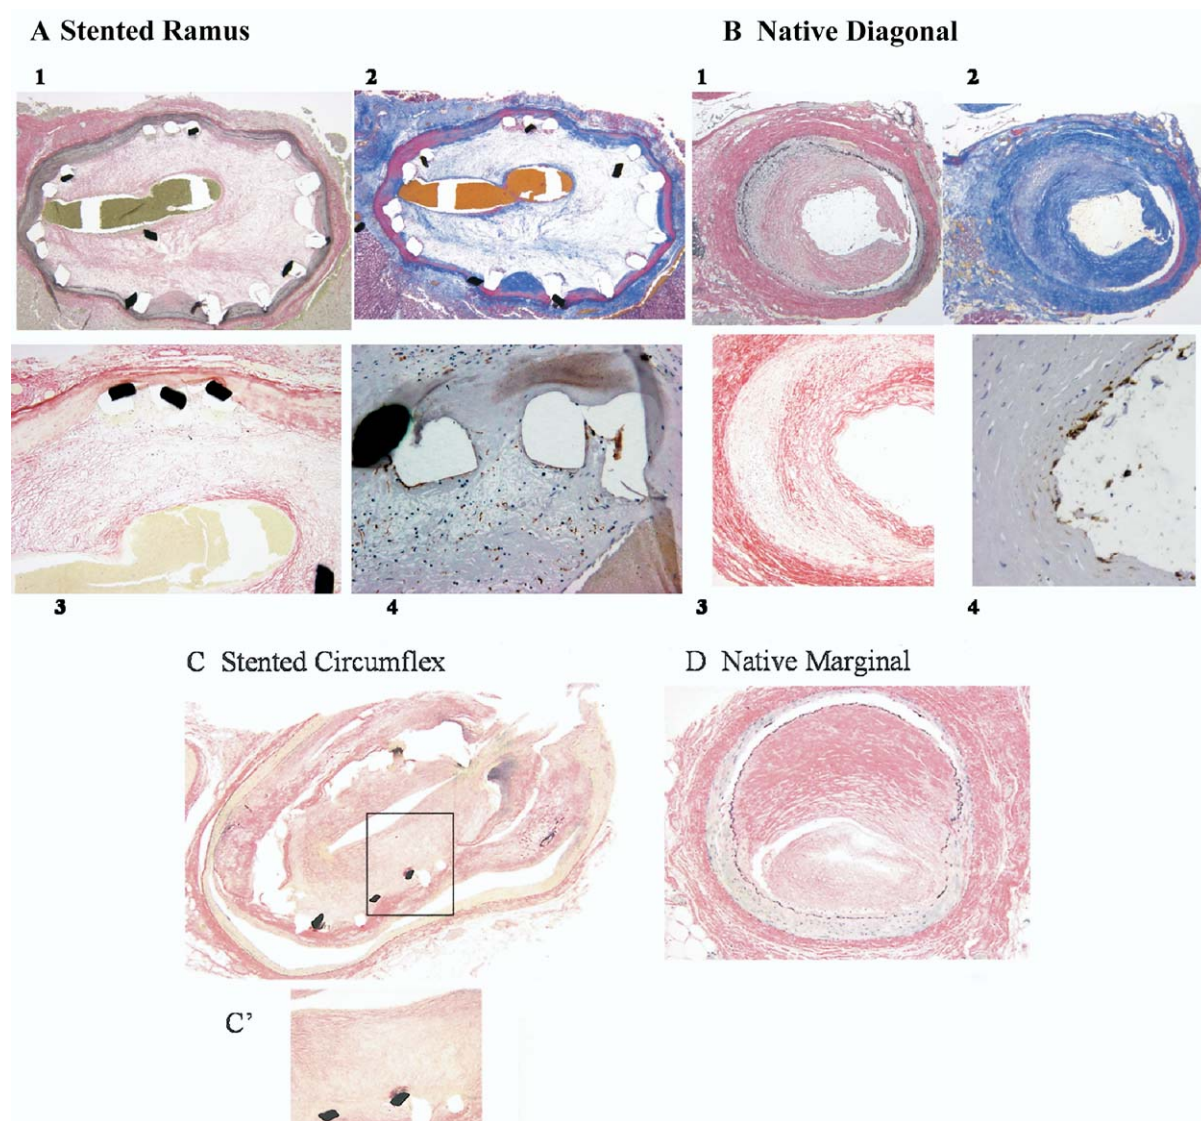 A Stented Ramus
B Native Diagonal
1
2
1
2
3
4
3
4
C Stented Circumflex
D Native Marginal
C’